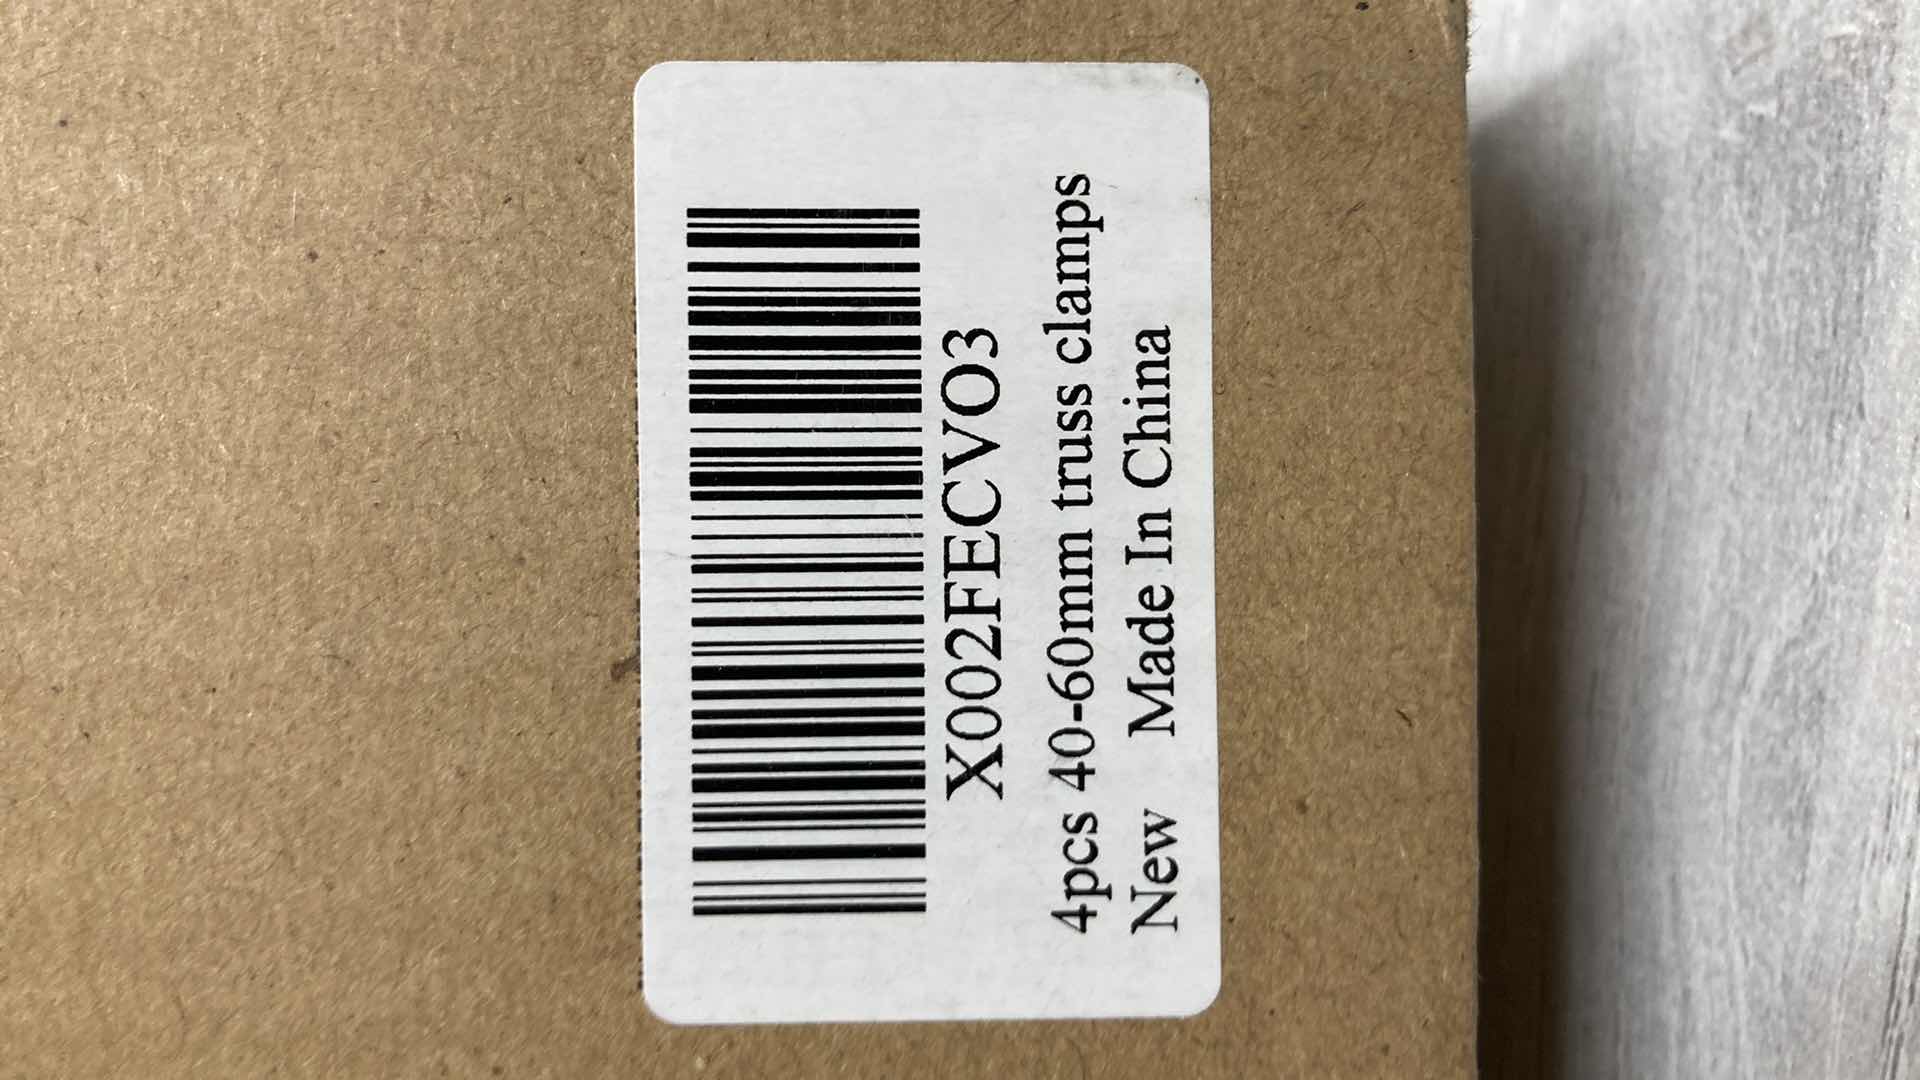 X002FECVO3
4pcs 40-60mm truss clamps
New Made In China